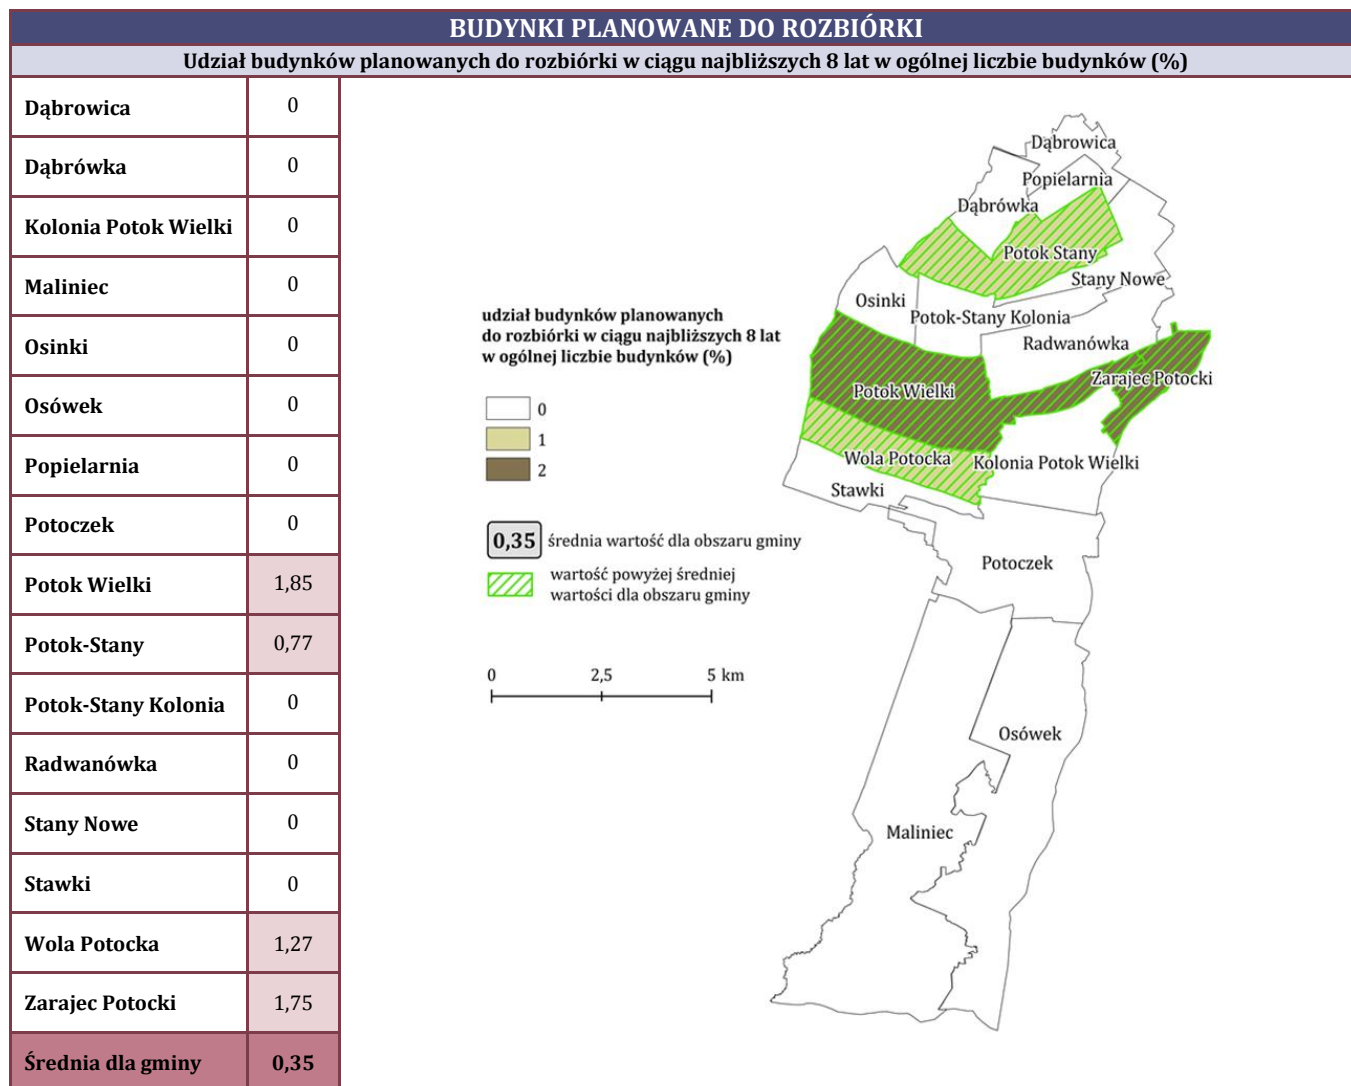 BUDYNKI PLANOWANE DO ROZBIÓRKI
Udział budynków planowanych do rozbiórki w ciągu najbliższych 8 lat w ogólnej liczbie budynków (%)
Dąbrowica 0
Dąbrówka 0
Kolonia Potok Wielki 0
Maliniec 0
Osinki 0
Osówek 0
Popielarnia 0
Potoczek 0
Potok Wielki 1,85
Potok-Stany 0,77
Potok-Stany Kolonia 0
Radwanówka 0
Stany Nowe 0
Stawki 0
Wola Potocka 1,27
Zarajec Potocki 1,75
Średnia dla gminy 0,35
udział budynków planowanych
do rozbiórki w ciągu najbliższych 8 lat
w ogólnej liczbie budynków (%)
0
1
2
0,35 średnia wartość dla obszaru gminy
wartość powyżej średniej
wartości dla obszaru gminy
0 2,5 5 km
Dąbrowica
Popielarnia
Dąbrówka
Potok Stany
Stany Nowe
Osinki
Potok-Stany Kolonia
Radwanówka
Zarajec Potocki
Potok Wielki
Wola Potocka
Kolonia Potok Wielki
Stawki
Potoczek
Osówek
Maliniec